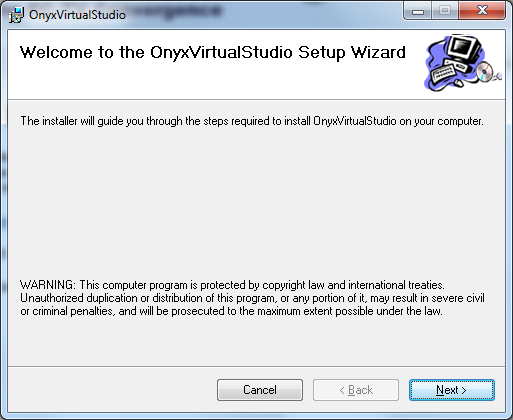 OnyxVirtualStudio
Welcome to the OnyxVirtualStudio Setup Wizard
The installer will guide you through the steps required to install OnyxVirtualStudio on your computer.
WARNING: This computer program is protected by copyright law and international treaties.
Unauthorized duplication or distribution of this program, or any portion of it, may result in severe civil
or criminal penalties, and will be prosecuted to the maximum extent possible under the law.
Cancel
< Back
Next >